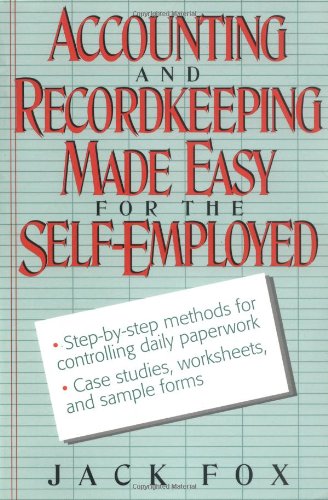 ACCOUNTING
AND
RECORDKEEPING
MADE EASY
FOR THE
SELF-EMPLOYED
• Step-by-step methods for
controlling daily paperwork
• Case studies, worksheets,
and sample forms
JACK FOX